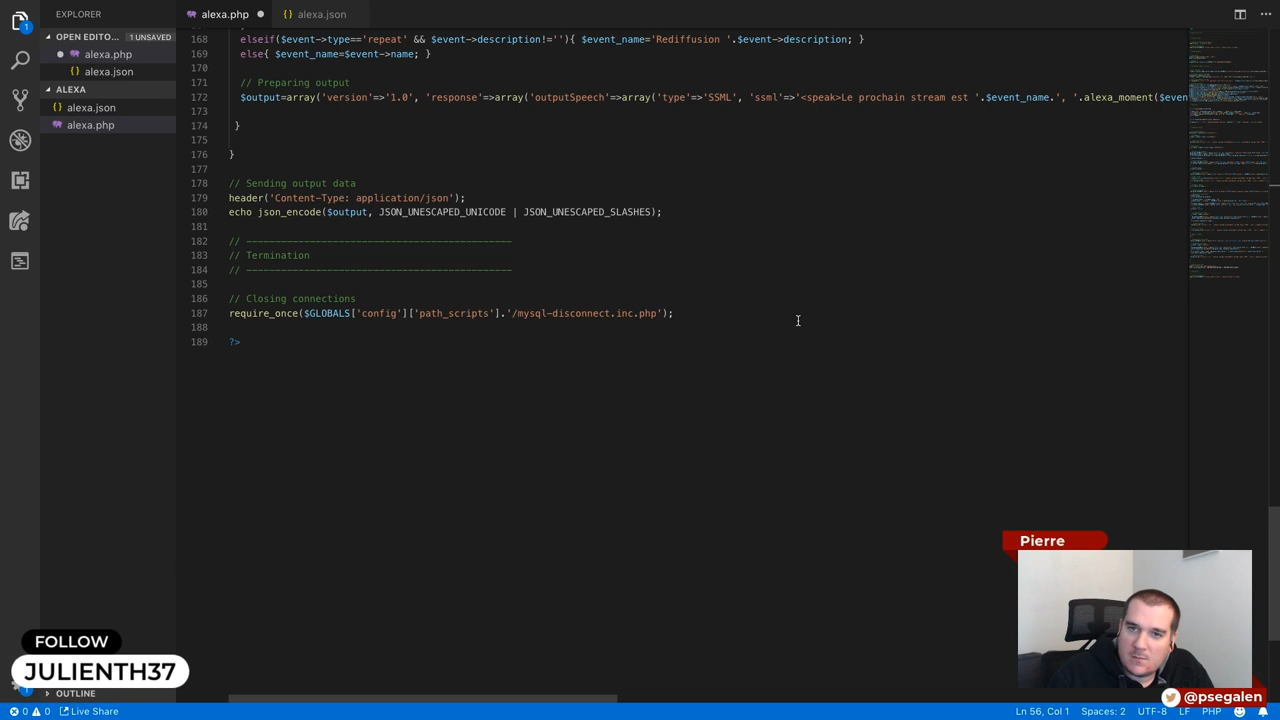 EXPLORER
alexa.php
alexa.json
OPEN EDITO...
1 UNSAVED
alexa.php
alexa.json
ALEXA
alexa.json
alexa.php
168 elseif($event->type=='repeat' && $event->description!=''){ $event_name='Rediffusion '.$event->description; }
169 else{ $event_name=$event->name; }
170
171 // Preparing output
172 $output=array('version'=>'1.0', 'response'=>array('outputSpeech'=>array('type'=>'SSML', 'ssml'=>'<speak>Le prochain stream est '.$event_name.', '.alexa_moment($even
173
174 }
175
176 }
177
178 // Sending output data
179 header('Content-Type: application/json');
180 echo json_encode($output, JSON_UNESCAPED_UNICODE | JSON_UNESCAPED_SLASHES);
181
182 // ----------------------------------------------
183 // Termination
184 // ----------------------------------------------
185
186 // Closing connections
187 require_once($GLOBALS['config']['path_scripts'].'/mysql-disconnect.inc.php');
188
189 ?>
Pierre
@psegalen
FOLLOW
JULIENTH37
OUTLINE
0 0 Live Share
Ln 56, Col 1 Spaces: 2 UTF-8 LF PHP